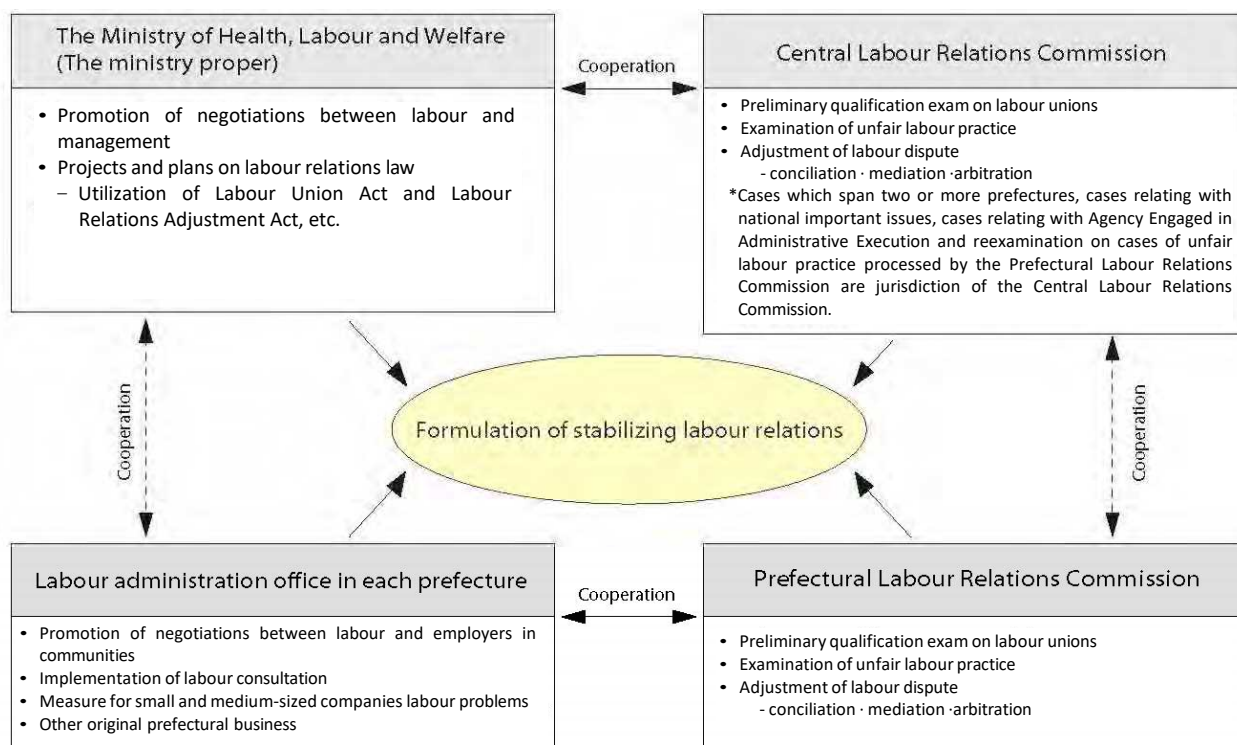 The Ministry of Health, Labour and Welfare
(The ministry proper)
• Promotion of negotiations between labour and
management
• Projects and plans on labour relations law
− Utilization of Labour Union Act and Labour
Relations Adjustment Act, etc.
Cooperation
Central Labour Relations Commission
• Preliminary qualification exam on labour unions
• Examination of unfair labour practice
• Adjustment of labour dispute
- conciliation · mediation ·arbitration
*Cases which span two or more prefectures, cases relating with
national important issues, cases relating with Agency Engaged in
Administrative Execution and reexamination on cases of unfair
labour practice processed by the Prefectural Labour Relations
Commission are jurisdiction of the Central Labour Relations
Commission.
Cooperation
Formulation of stabilizing labour relations
Cooperation
Labour administration office in each prefecture
• Promotion of negotiations between labour and employers in
communities
• Implementation of labour consultation
• Measure for small and medium-sized companies labour problems
• Other original prefectural business
Cooperation
Prefectural Labour Relations Commission
• Preliminary qualification exam on labour unions
• Examination of unfair labour practice
• Adjustment of labour dispute
- conciliation · mediation ·arbitration